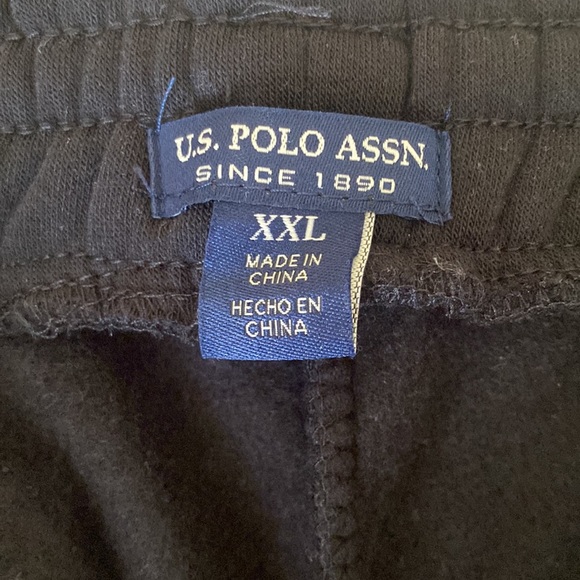 U.S. POLO ASSN.
SINCE 1890
XXL
MADE IN
CHINA
HECHO EN
CHINA